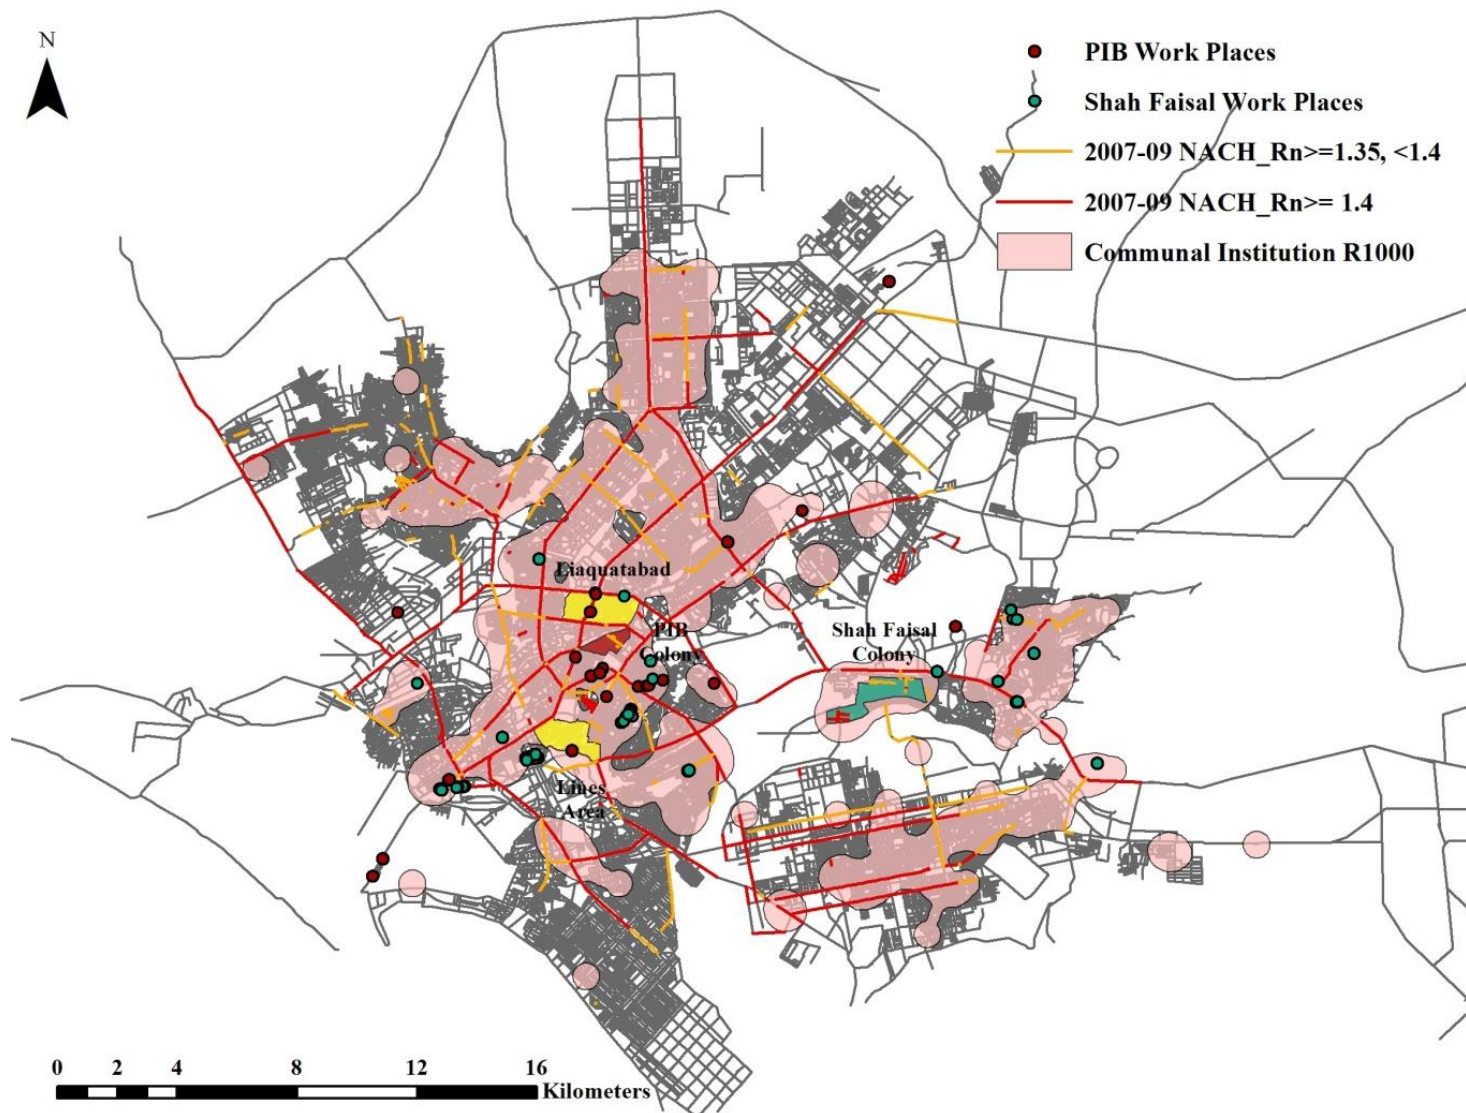 N
PIB Work Places
Shah Faisal Work Places
2007-09 NACH_Rn>=1.35, <1.4
2007-09 NACH_Rn>= 1.4
Communal Institution R1000
Liaquatabad
PIB
Colony
Shah Faisal
Colony
Lines
Area
0 2 4 8 12 16
Kilometers